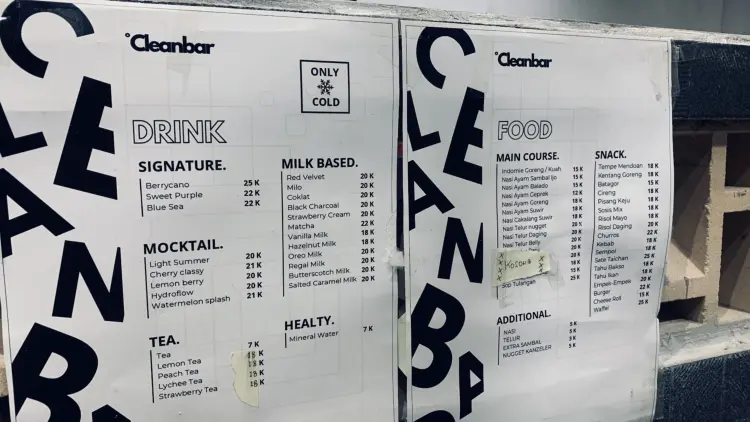 CLEANBAR
°Cleanbar
ONLY
COLD
DRINK
SIGNATURE.
Berrycano 25 K
Sweet Purple 22 K
Blue Sea 22 K
MOCKTAIL.
Light Summer 20 K
Cherry classy 21 K
Lemon berry 20 K
Hydroflow 20 K
Watermelon splash 21 K
TEA.
Tea 7 K
Lemon Tea 18 K
Peach Tea 18 K
Lychee Tea 18 K
Strawberry Tea 18 K
MILK BASED.
Red Velvet 20 K
Milo 20 K
Coklat 20 K
Black Charcoal 20 K
Strawberry Cream 20 K
Matcha 22 K
Vanilla Milk 18 K
Hazelnut Milk 18 K
Oreo Milk 20 K
Regal Milk 20 K
Butterscotch Milk 20 K
Salted Caramel Milk 20 K
HEALTY.
Mineral Water 7 K
CLEANBA
°Cleanbar
FOOD
MAIN COURSE.
Indomie Goreng / Kuah 15 K
Nasi Ayam Sambal Ijo 15 K
Nasi Ayam Balado 15 K
Nasi Ayam Geprek
Nasi Ayam Goreng
Nasi Ayam Suwir 18 K
Nasi Cakalang Suwir 18 K
Nasi Telur nugget 20 K
Nasi Telur Daging 20 K
Nasi Telur Belly 20 K
KOSONG
Tulangan 25 K
ADDITIONAL.
NASI 5 K
TELUR 5 K
EXTRA SAMBAL 3 K
NUGGET KANZELER 5 K
SNACK.
Tempe Mendoan 18 K
Kentang Goreng 18 K
Batagor 15 K
Cireng 18 K
Pisang Keju 18 K
Sosis Mix 18 K
Risol Mayo 18 K
Risol Daging 20 K
Churros 22 K
Kebab 18 K
Sempol 18 K
Sate Taichan 25 K
Tahu Bakso 18 K
Tahu Ikan 18 K
Empek-Empek 20 K
Burger 22 K
Cheese Roll 15 K
Waffel 25 K